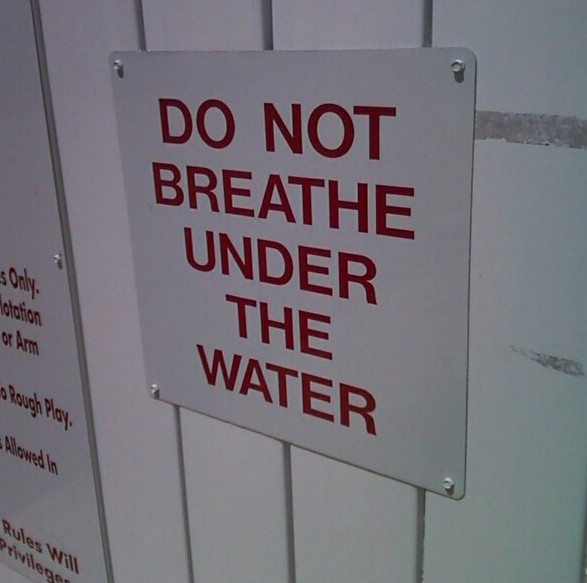 DO NOT
BREATHE
UNDER
THE
WATER
Only.
or Arm
Rough Play.
Allowed In
Rules Will